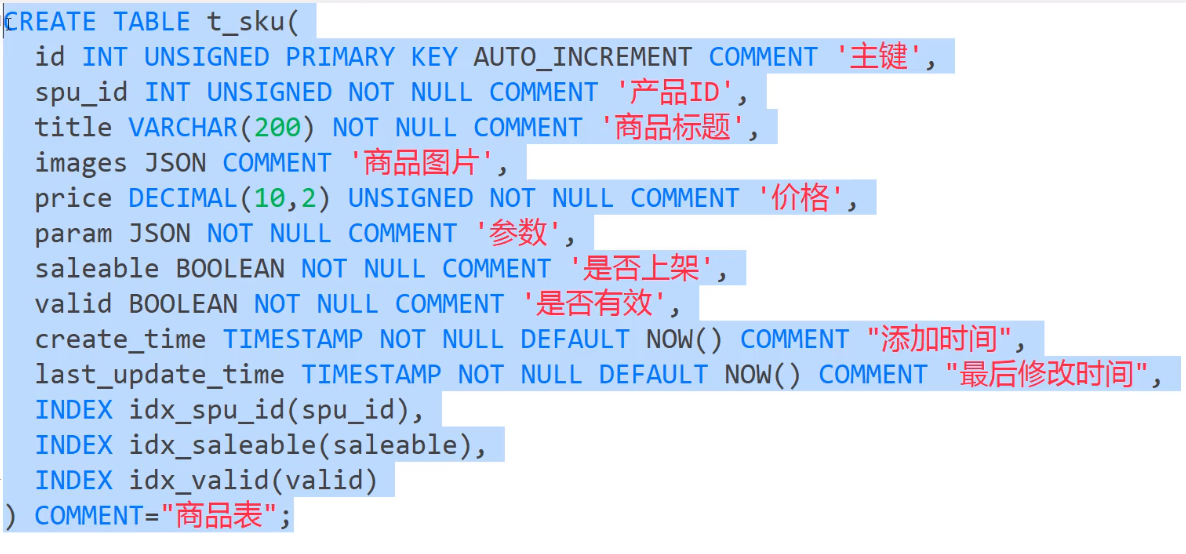 CREATE TABLE t_sku(
id INT UNSIGNED PRIMARY KEY AUTO_INCREMENT COMMENT '主键',
spu_id INT UNSIGNED NOT NULL COMMENT '产品ID',
title VARCHAR(200) NOT NULL COMMENT '商品标题',
images JSON COMMENT '商品图片',
price DECIMAL(10,2) UNSIGNED NOT NULL COMMENT '价格',
param JSON NOT NULL COMMENT '参数',
saleable BOOLEAN NOT NULL COMMENT '是否上架',
valid BOOLEAN NOT NULL COMMENT '是否有效',
create_time TIMESTAMP NOT NULL DEFAULT NOW() COMMENT "添加时间",
last_update_time TIMESTAMP NOT NULL DEFAULT NOW() COMMENT "最后修改时间",
INDEX idx_spu_id(spu_id),
INDEX idx_saleable(saleable),
INDEX idx_valid(valid)
) COMMENT="商品表";